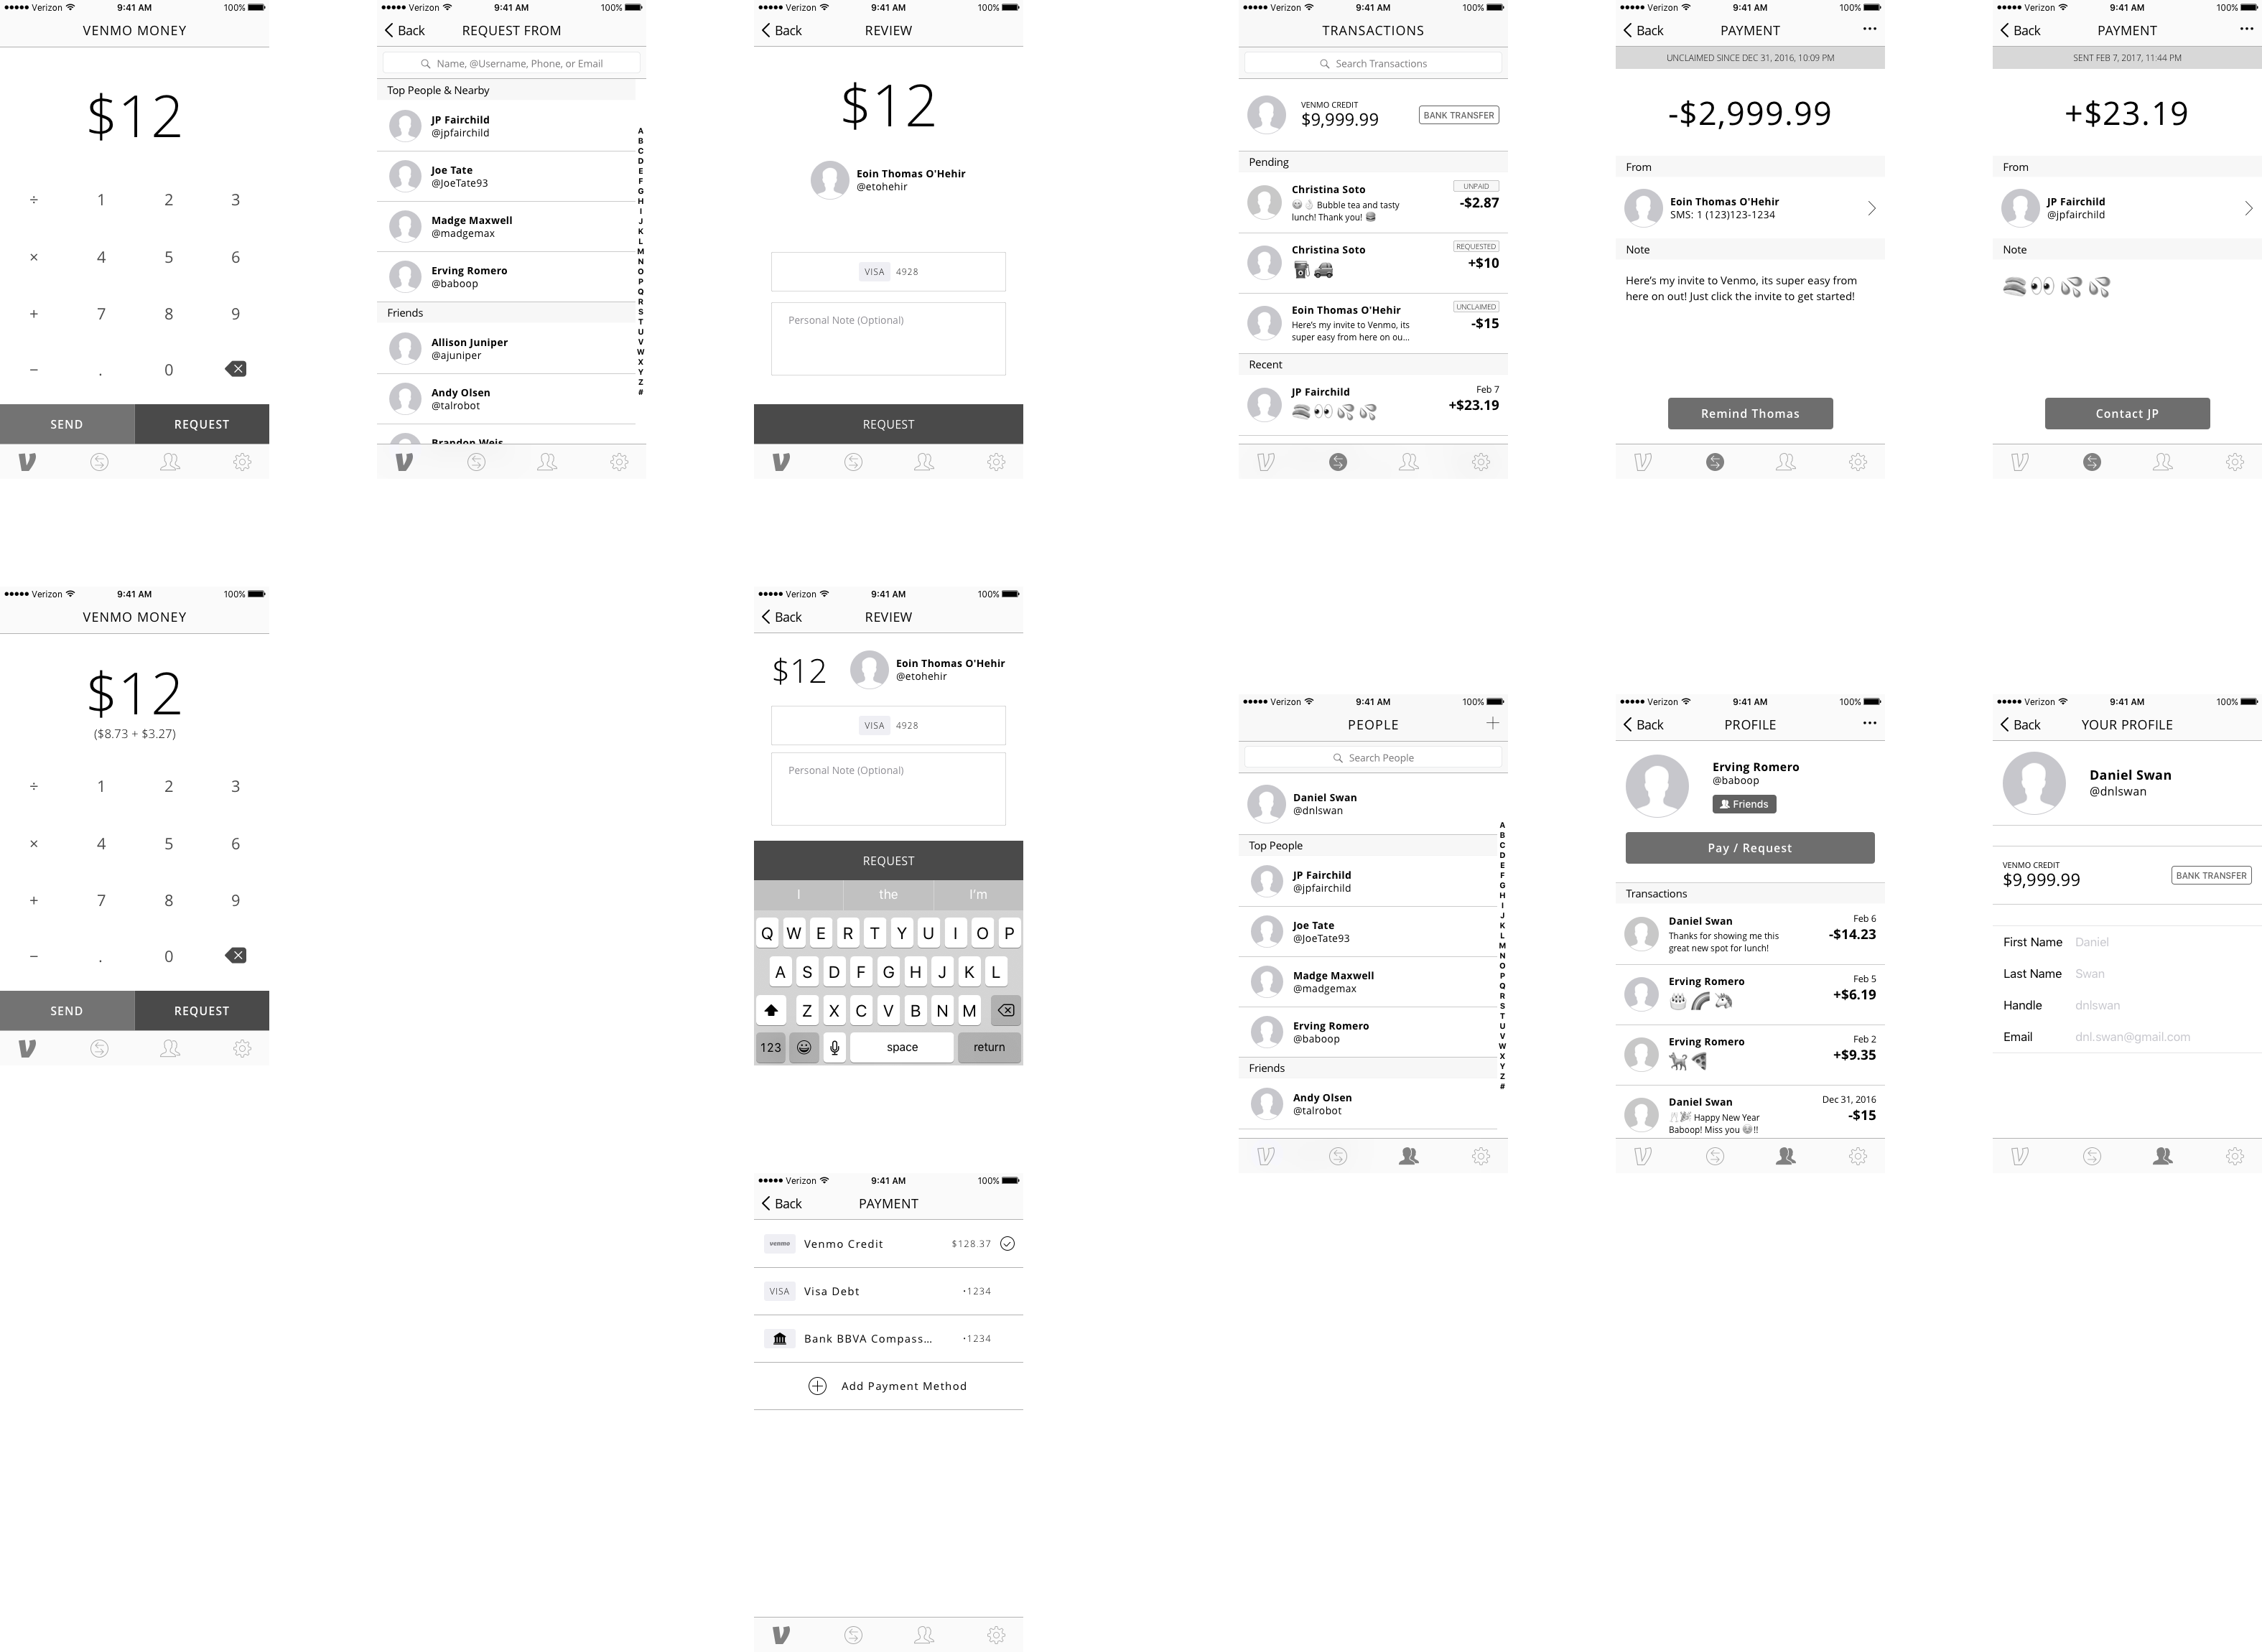 Verizon 9:41 AM 100%
VENMO MONEY
$12
÷ 1 2 3
× 4 5 6
+ 7 8 9
− . 0
SEND REQUEST
Verizon 9:41 AM 100%
Back REQUEST FROM
Name, @Username, Phone, or Email
Top People & Nearby
JP Fairchild
@jpfairchild
Joe Tate
@JoeTate93
Madge Maxwell
@madgemax
Erving Romero
@baboop
Friends
Allison Juniper
@ajuniper
Andy Olsen
@talrobot
Brandon Weis
A
B
C
D
E
F
G
H
I
J
K
L
M
N
O
P
Q
R
S
T
U
V
W
X
Y
Z
#
Verizon 9:41 AM 100%
Back REVIEW
$12
Eoin Thomas O'Hehir
@etohehir
VISA 4928
Personal Note (Optional)
REQUEST
Verizon 9:41 AM 100%
TRANSACTIONS
Search Transactions
VENMO CREDIT
$9,999.99 BANK TRANSFER
Pending
Christina Soto UNPAID
Bubble tea and tasty -$2.87
lunch! Thank you!
Christina Soto REQUESTED
+$10
Eoin Thomas O'Hehir UNCLAIMED
Here's my invite to Venmo, its -$15
super easy from here on ou...
Recent
JP Fairchild Feb 7
+$23.19
Verizon 9:41 AM 100%
Back PAYMENT •••
UNCLAIMED SINCE DEC 31, 2016, 10:09 PM
-$2,999.99
From
Eoin Thomas O'Hehir
SMS: 1 (123)123-1234
Note
Here's my invite to Venmo, its super easy from
here on out! Just click the invite to get started!
Remind Thomas
Verizon 9:41 AM 100%
Back PAYMENT •••
SENT FEB 7, 2017, 11:44 PM
+$23.19
From
JP Fairchild
@jpfairchild
Note
Contact JP
Verizon 9:41 AM 100%
VENMO MONEY
$12
($8.73 + $3.27)
÷ 1 2 3
× 4 5 6
+ 7 8 9
− . 0
SEND REQUEST
Verizon 9:41 AM 100%
Back REVIEW
$12 Eoin Thomas O'Hehir
@etohehir
VISA 4928
Personal Note (Optional)
REQUEST
I the I'm
Q W E R T Y U I O P
A S D F G H J K L
Z X C V B N M
123 space return
Verizon 9:41 AM 100%
PEOPLE +
Search People
Daniel Swan
@dnlswan
Top People
JP Fairchild
@jpfairchild
Joe Tate
@JoeTate93
Madge Maxwell
@madgemax
Erving Romero
@baboop
Friends
Andy Olsen
@talrobot
A
B
C
D
E
F
G
H
I
J
K
L
M
N
O
P
Q
R
S
T
U
V
W
X
Y
Z
#
Verizon 9:41 AM 100%
Back PROFILE •••
Erving Romero
@baboop
Friends
Pay / Request
Transactions
Daniel Swan Feb 6
Thanks for showing me this -$14.23
great new spot for lunch!
Erving Romero Feb 5
+$6.19
Erving Romero Feb 2
+$9.35
Daniel Swan Dec 31, 2016
Happy New Year -$15
Baboop! Miss you !!
Verizon 9:41 AM 100%
Back YOUR PROFILE
Daniel Swan
@dnlswan
VENMO CREDIT
$9,999.99 BANK TRANSFER
First Name Daniel
Last Name Swan
Handle dnlswan
Email dnl.swan@gmail.com
Verizon 9:41 AM 100%
Back PAYMENT
venmo Venmo Credit $128.37
VISA Visa Debt •1234
Bank BBVA Compass... •1234
Add Payment Method